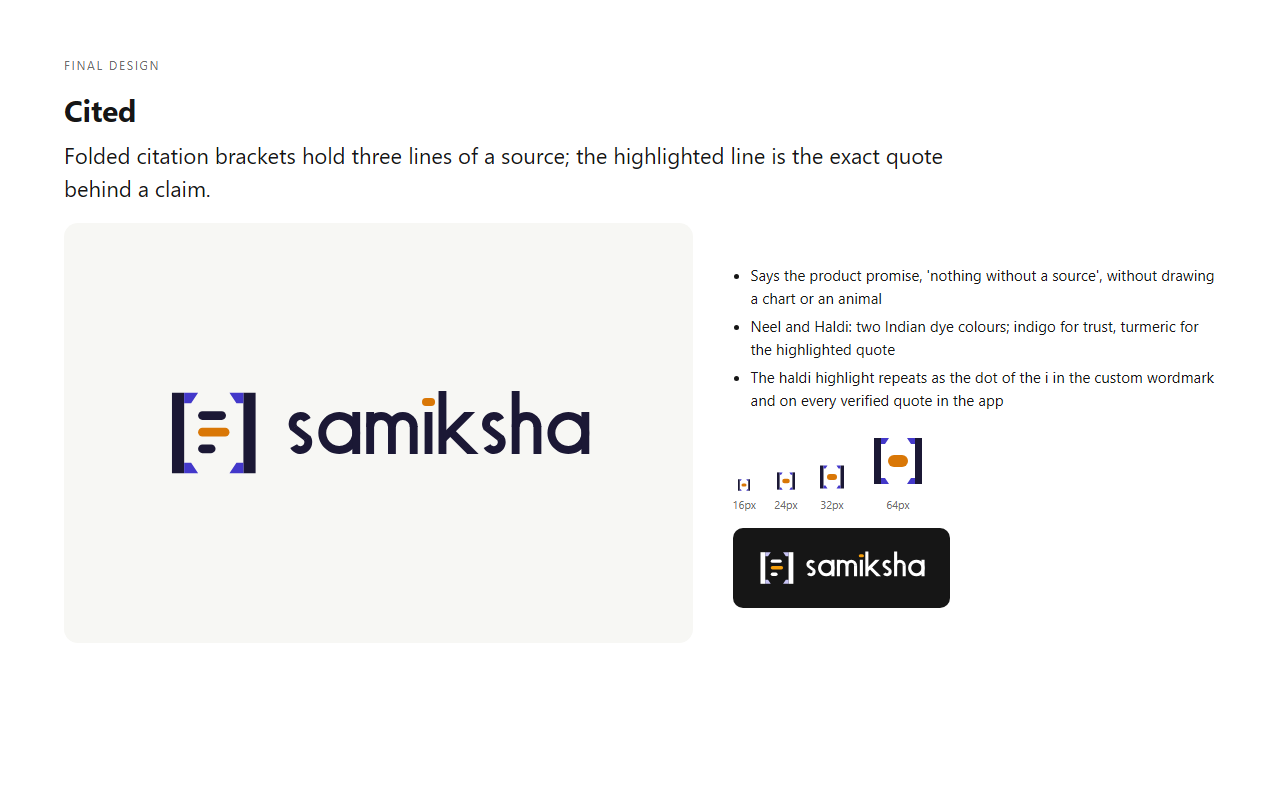 FINAL DESIGN
Cited
Folded citation brackets hold three lines of a source; the highlighted line is the exact quote
behind a claim.
samiksha
Says the product promise, 'nothing without a source', without drawing
a chart or an animal
Neel and Haldi: two Indian dye colours; indigo for trust, turmeric for
the highlighted quote
The haldi highlight repeats as the dot of the i in the custom wordmark
and on every verified quote in the app
16px 24px 32px 64px
samiksha